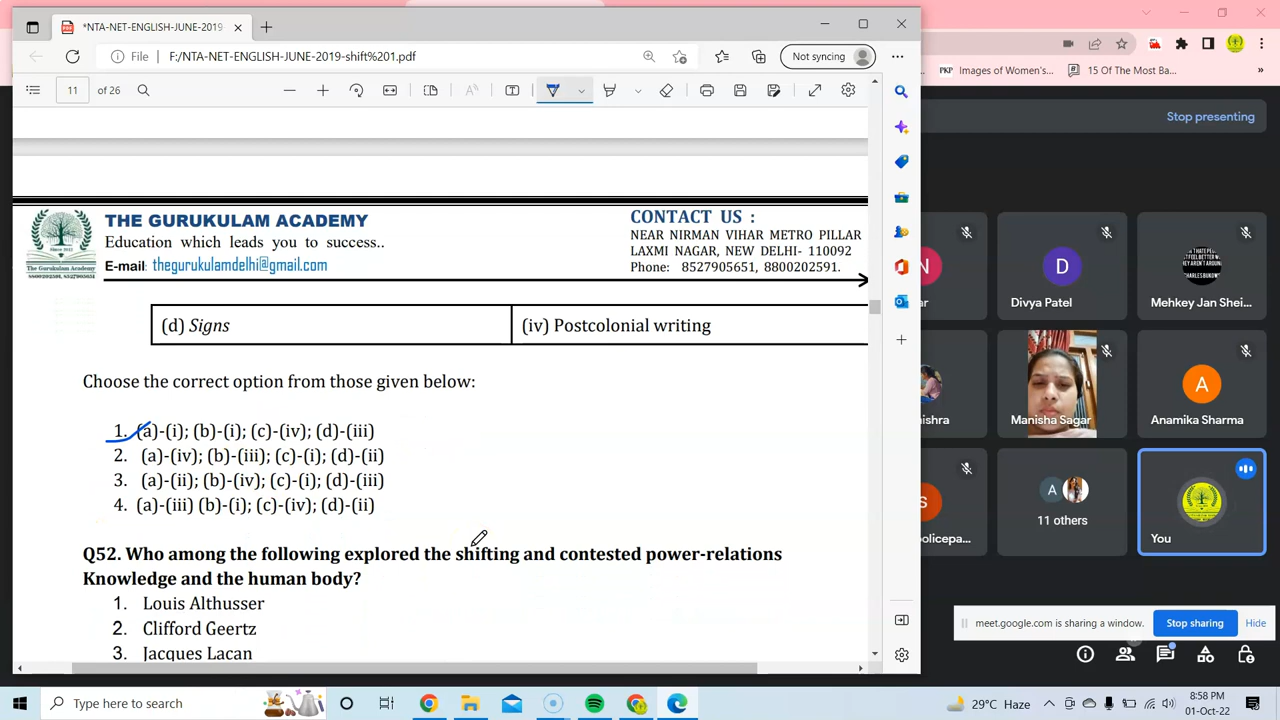 *NTA-NET-ENGLISH-JUNE-2019-
File
F:/NTA-NET-ENGLISH-JUNE-2019-shift%201.pdf
Not syncing
PKP Images of Women's...
15 Of The Most Ba...
11 of 26
Stop presenting
THE GURUKULAM ACADEMY
Education which leads you to success..
E-mail: thegurukulamdelhi@gmail.com
CONTACT US :
NEAR NIRMAN VIHAR METRO PILLAR
LAXMI NAGAR, NEW DELHI- 110092
Phone: 8527905651, 8800202591.
The Gurukulam Academy
N
ar
D
Divya Patel
Mehkey Jan Shei...
(d) Signs
(iv) Postcolonial writing
Choose the correct option from those given below:
1. (a)-(i); (b)-(i); (c)-(iv); (d)-(iii)
2. (a)-(iv); (b)-(iii); (c)-(i); (d)-(ii)
3. (a)-(ii); (b)-(iv); (c)-(i); (d)-(iii)
4. (a)-(iii) (b)-(i); (c)-(iv); (d)-(ii)
ishra
Manisha Sagar
A
Anamika Sharma
Q52. Who among the following explored the shifting and contested power-relations
Knowledge and the human body?
1. Louis Althusser
2. Clifford Geertz
3. Jacques Lacan
S
olicepa...
A
11 others
You
meet.google.com is sharing a window.
Stop sharing
Hide
Type here to search
29°C Haze
8:58 PM
01-Oct-22